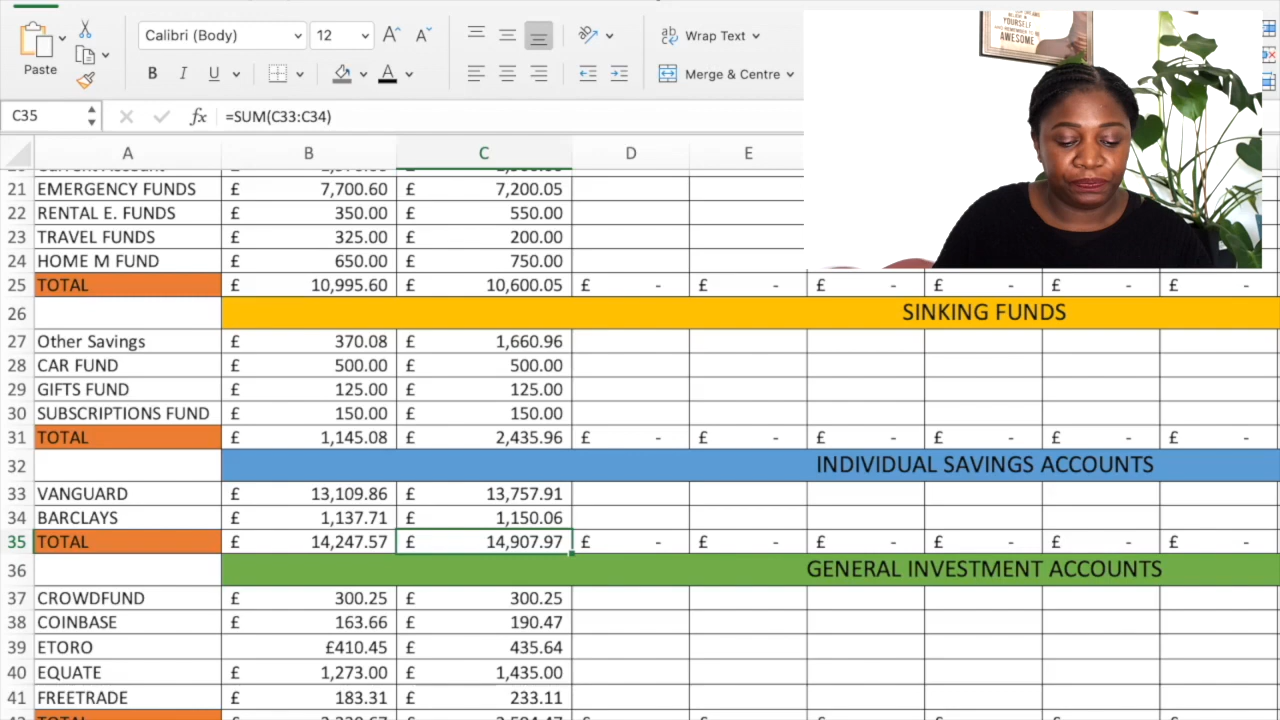 Calibri (Body) 12 A A ab Wrap Text
Paste B I U A Merge & Centre
YOURSELF
AWESOME
C35 fx =SUM(C33:C34)
A B C D E
21 EMERGENCY FUNDS £ 7,700.60 £ 7,200.05
22 RENTAL E. FUNDS £ 350.00 £ 550.00
23 TRAVEL FUNDS £ 325.00 £ 200.00
24 HOME M FUND £ 650.00 £ 750.00
25 TOTAL £ 10,995.60 £ 10,600.05 £ - £ - £ - £ - £ - £ -
26 SINKING FUNDS
27 Other Savings £ 370.08 £ 1,660.96
28 CAR FUND £ 500.00 £ 500.00
29 GIFTS FUND £ 125.00 £ 125.00
30 SUBSCRIPTIONS FUND £ 150.00 £ 150.00
31 TOTAL £ 1,145.08 £ 2,435.96 £ - £ - £ - £ - £ - £ -
32 INDIVIDUAL SAVINGS ACCOUNTS
33 VANGUARD £ 13,109.86 £ 13,757.91
34 BARCLAYS £ 1,137.71 £ 1,150.06
35 TOTAL £ 14,247.57 £ 14,907.97 £ - £ - £ - £ - £ - £ -
36 GENERAL INVESTMENT ACCOUNTS
37 CROWDFUND £ 300.25 £ 300.25
38 COINBASE £ 163.66 £ 190.47
39 ETORO £410.45 £ 435.64
40 EQUATE £ 1,273.00 £ 1,435.00
41 FREETRADE £ 183.31 £ 233.11